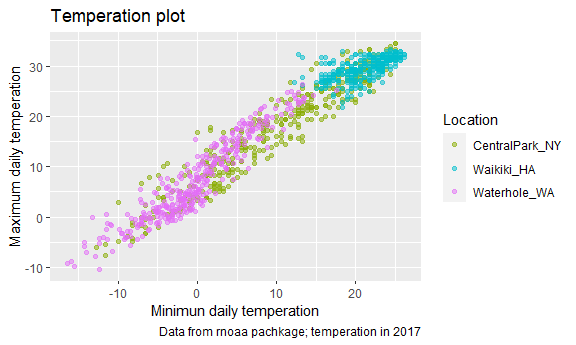 Temperation plot
Maximum daily temperation
30
20
10
0
-10
-10
0
10
20
Minimun daily temperation
Data from rnoaa pachkage; temperation in 2017
Location
CentralPark_NY
Waikiki_HA
Waterhole_WA